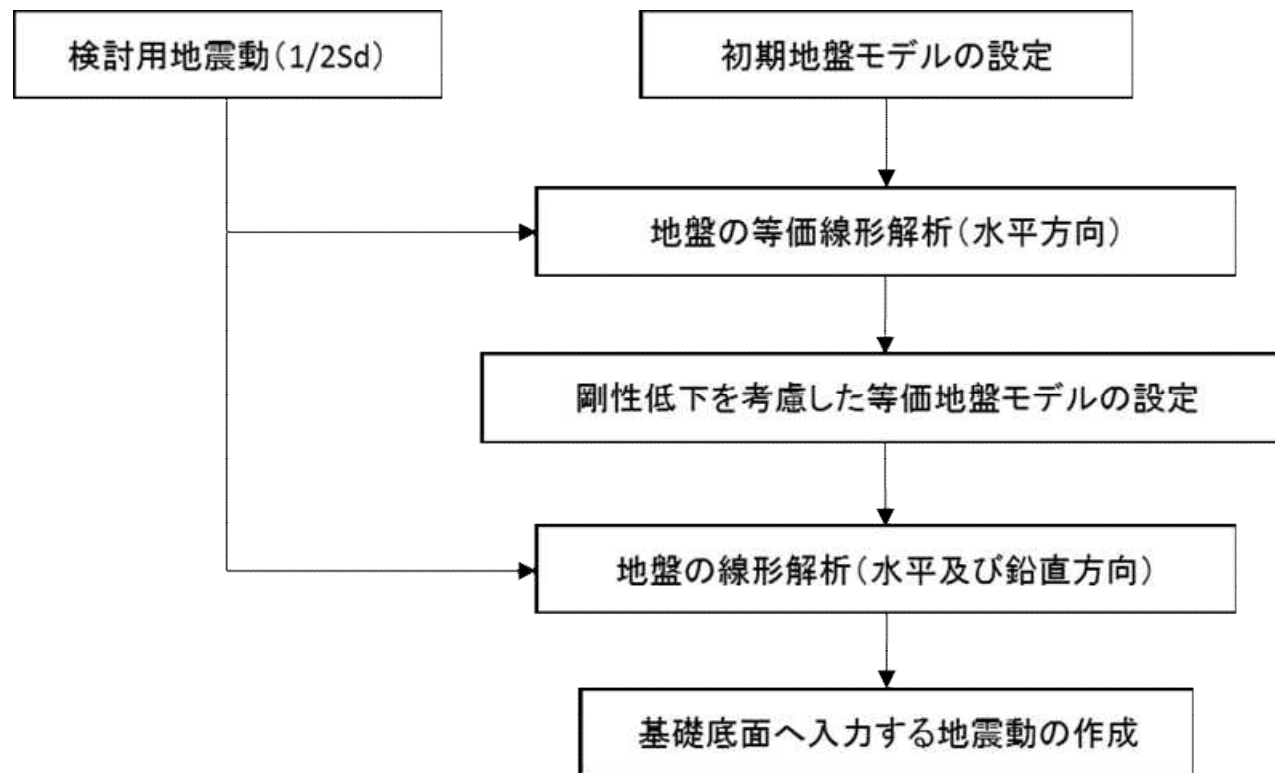 検討用地震動(1/2Sd)
初期地盤モデルの設定
地盤の等価線形解析(水平方向)
剛性低下を考慮した等価地盤モデルの設定
地盤の線形解析(水平及び鉛直方向)
基礎底面へ入力する地震動の作成